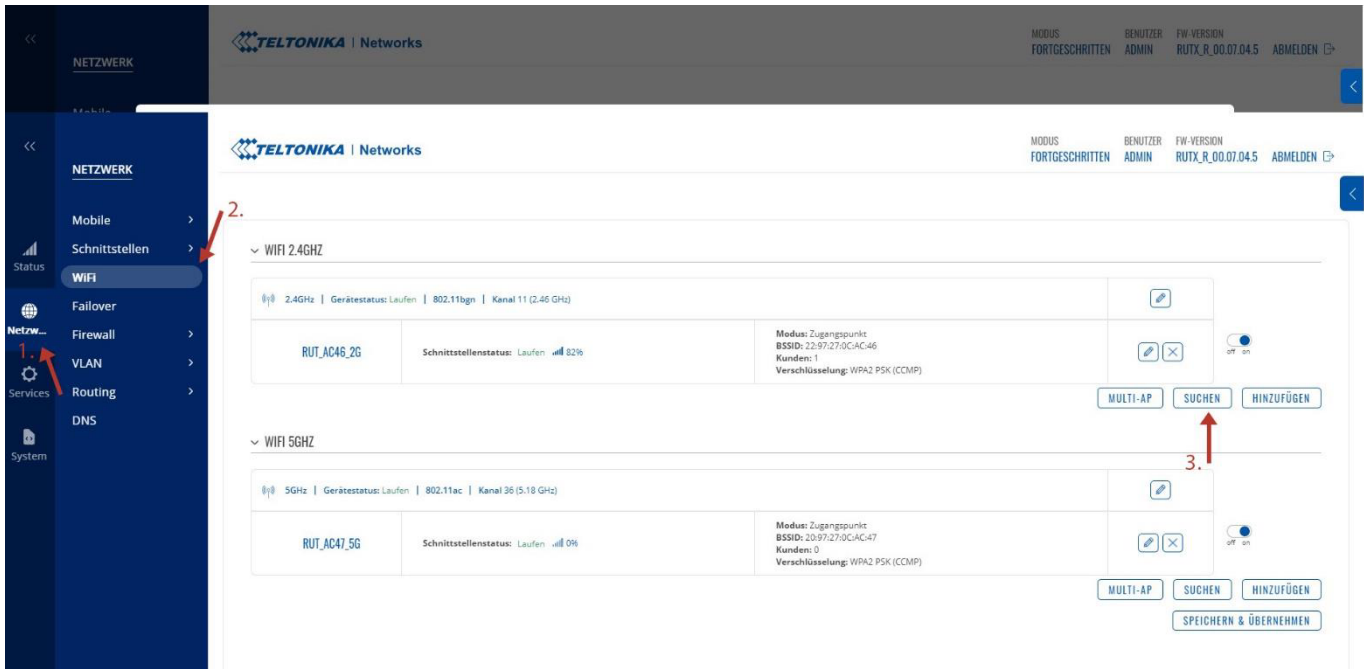 <<
TELTONIKA | Networks
MODUS
FORTGESCHRITTEN
BENUTZER
ADMIN
FW-VERSION
RUTX_R_00.07.04.5
ABMELDEN
NETZWERK
Mobile
<<
TELTONIKA | Networks
MODUS
FORTGESCHRITTEN
BENUTZER
ADMIN
FW-VERSION
RUTX_R_00.07.04.5
ABMELDEN
NETZWERK
Mobile
Schnittstellen
WiFi
Failover
Firewall
VLAN
Routing
DNS
Status
Netzw...
Services
System
1.
2.
WIFI 2.4GHZ
2.4GHz | Gerätestatus: Laufen | 802.11bgn | Kanal 11 (2.46 GHz)
RUT_AC46_2G
Schnittstellenstatus: Laufen 82%
Modus: Zugangspunkt
BSSID: 22:97:27:0C:AC:46
Kunden: 1
Verschlüsselung: WPA2 PSK (CCMP)
off on
MULTI-AP SUCHEN HINZUFÜGEN
3.
WIFI 5GHZ
5GHz | Gerätestatus: Laufen | 802.11ac | Kanal 36 (5.18 GHz)
RUT_AC47_5G
Schnittstellenstatus: Laufen 0%
Modus: Zugangspunkt
BSSID: 20:97:27:0C:AC:47
Kunden: 0
Verschlüsselung: WPA2 PSK (CCMP)
off on
MULTI-AP SUCHEN HINZUFÜGEN
SPEICHERN & ÜBERNEHMEN